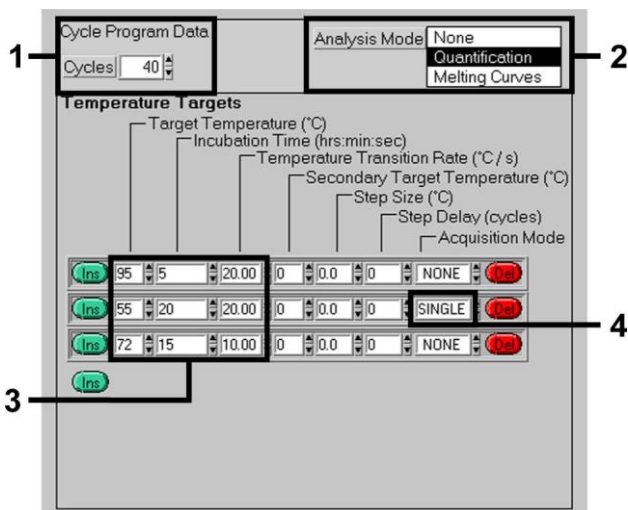 Cycle Program Data
Cycles 40
Analysis Mode None
Quantification
Melting Curves
1
2
Temperature Targets
Target Temperature (°C)
Incubation Time (hrs:min:sec)
Temperature Transition Rate (°C / s)
Secondary Target Temperature (°C)
Step Size (°C)
Step Delay (cycles)
Acquisition Mode
Ins 95 5 20.00 0 0.0 0 NONE Del
Ins 55 20 20.00 0 0.0 0 SINGLE Del
Ins 72 15 10.00 0 0.0 0 NONE Del
Ins
3
4